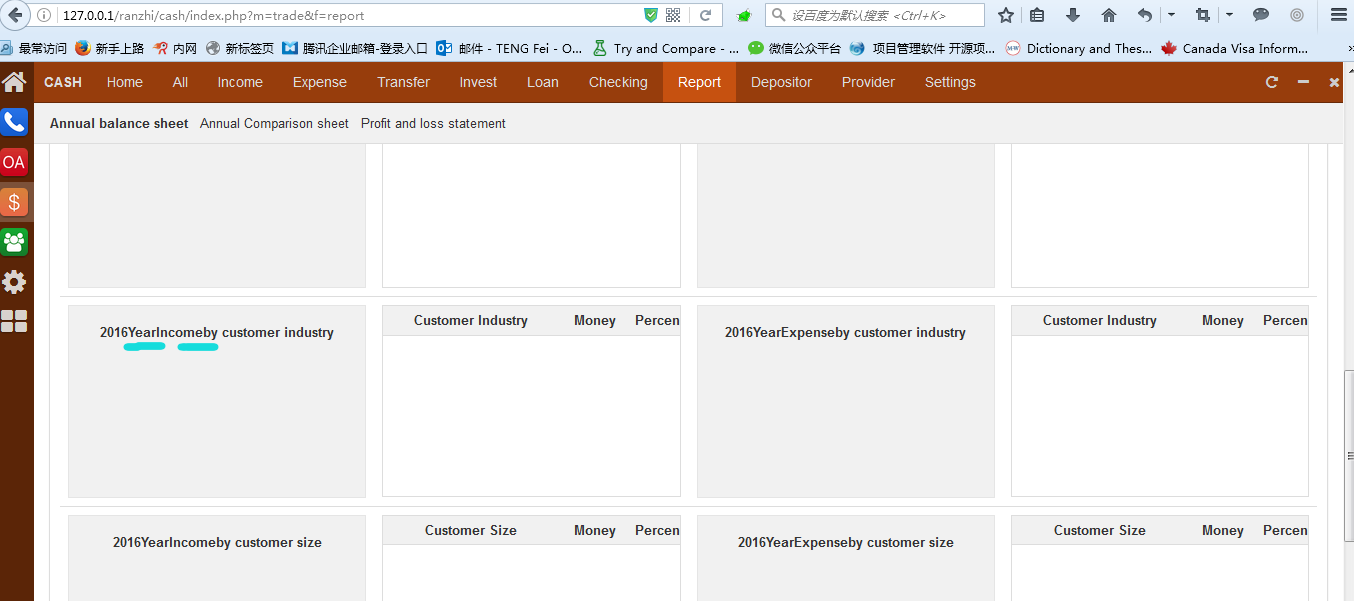 127.0.0.1/ranzhi/cash/index.php?m=trade&f=report
设百度为默认搜索 <Ctrl+K>
最常访问 新手上路 内网 新标签页 腾讯企业邮箱-登录入口 邮件 - TENG Fei - O... Try and Compare - ... 微信公众平台 项目管理软件 开源项... Dictionary and Thes... Canada Visa Inform...
CASH Home All Income Expense Transfer Invest Loan Checking Report Depositor Provider Settings
Annual balance sheet Annual Comparison sheet Profit and loss statement
OA
$
2016YearIncomeby customer industry Customer Industry Money Percen 2016YearExpenseby customer industry Customer Industry Money Percen
2016YearIncomeby customer size Customer Size Money Percen 2016YearExpenseby customer size Customer Size Money Percen